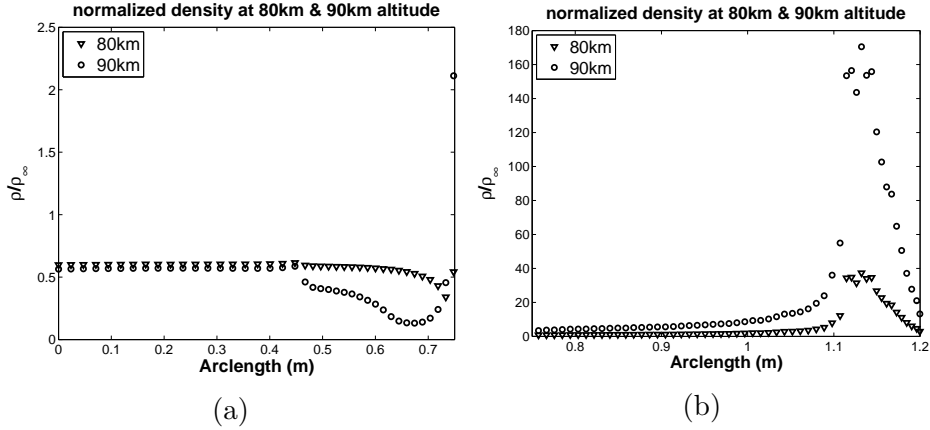 normalized density at 80km & 90km altitude
2.5
2
1.5
1
0.5
0
ρ/ρ∞
80km
90km
0 0.1 0.2 0.3 0.4 0.5 0.6 0.7
Arclength (m)
(a)
normalized density at 80km & 90km altitude
180
160
140
120
100
80
60
40
20
0
ρ/ρ∞
80km
90km
0.8 0.9 1 1.1 1.2
Arclength (m)
(b)